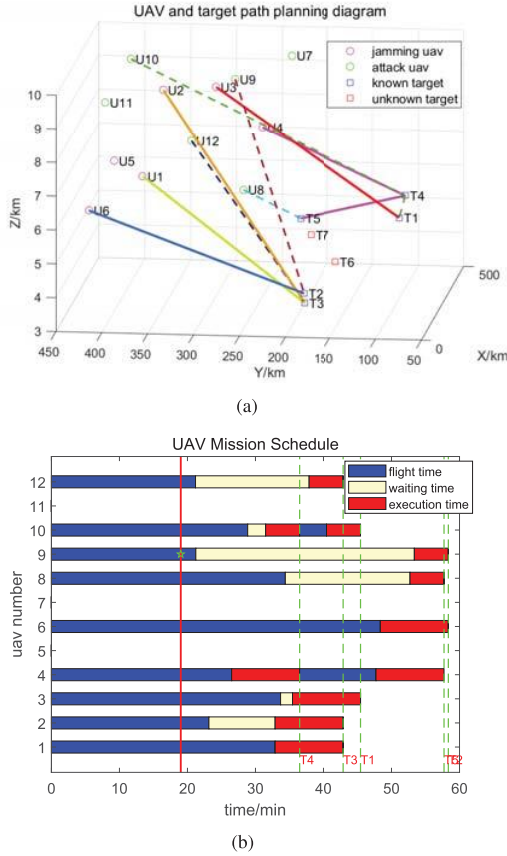 UAV and target path planning diagram
jamming uav
attack uav
known target
unknown target
U10
U7
U9
U3
U2
U11
U4
U12
U5
U1
U8
U6
T4
T5
T1
T7
T6
T2
T3
10
9
8
7
6
5
4
3
Z/km
450
400
350
300
250
200
150
100
50
Y/km
0
500
X/km
(a)
UAV Mission Schedule
flight time
waiting time
execution time
12
11
10
9
8
7
6
5
4
3
2
1
uav number
T4
T3
T1
0
10
20
30
40
50
60
time/min
(b)